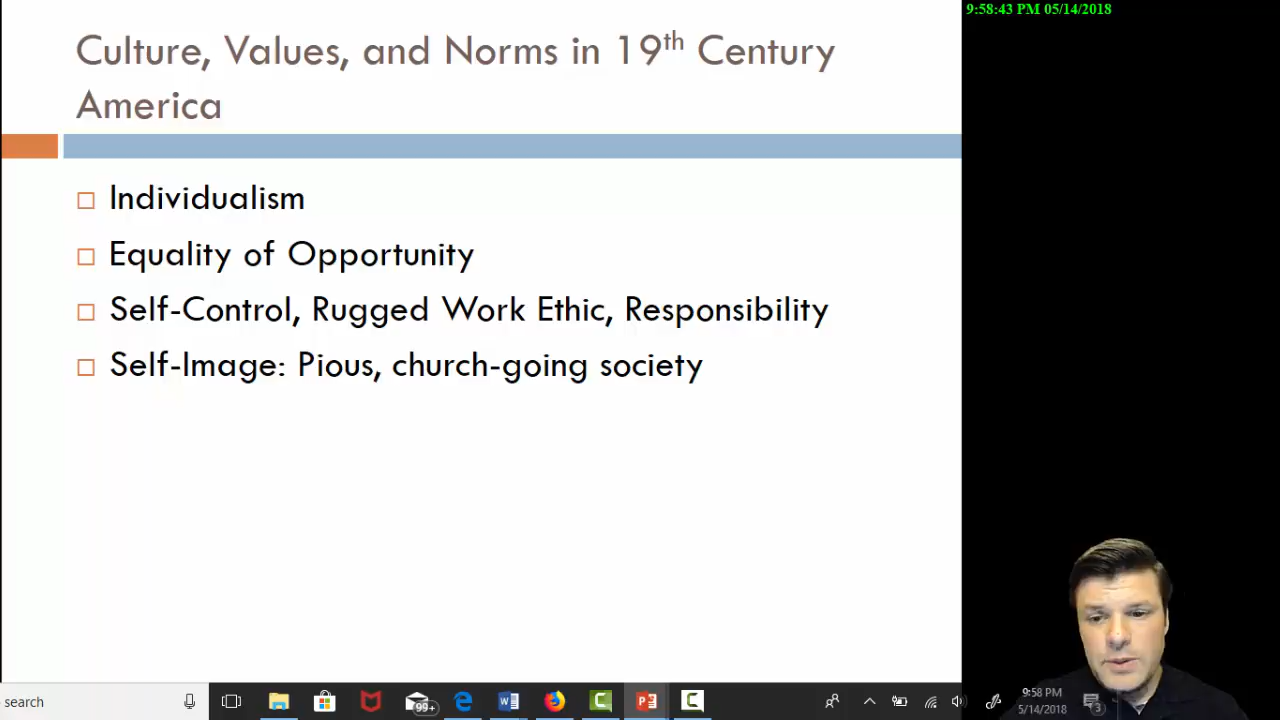 9:58:43 PM 05/14/2018
Culture, Values, and Norms in 19th Century
America
Individualism
Equality of Opportunity
Self-Control, Rugged Work Ethic, Responsibility
Self-Image: Pious, church-going society
search
99+
9:58 PM
5/14/2018
3